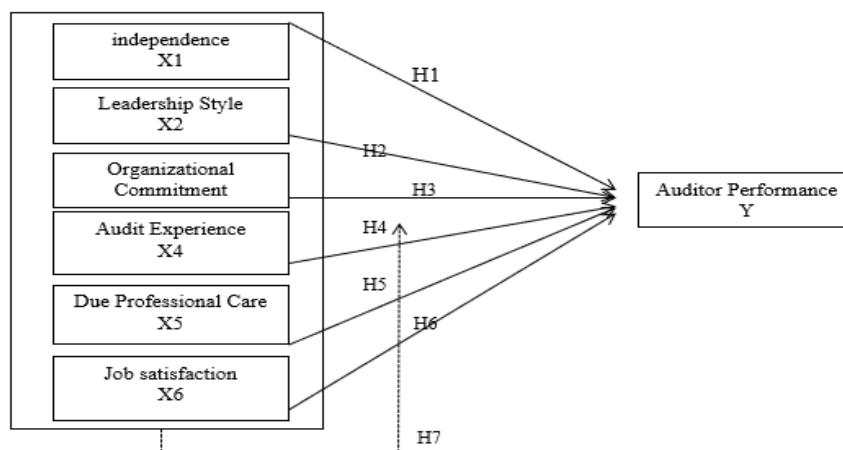 independence
X1
Leadership Style
X2
Organizational
Commitment
Audit Experience
X4
Due Professional Care
X5
Job satisfaction
X6
H1
H2
H3
H4
H5
H6
H7
Auditor Performance
Y